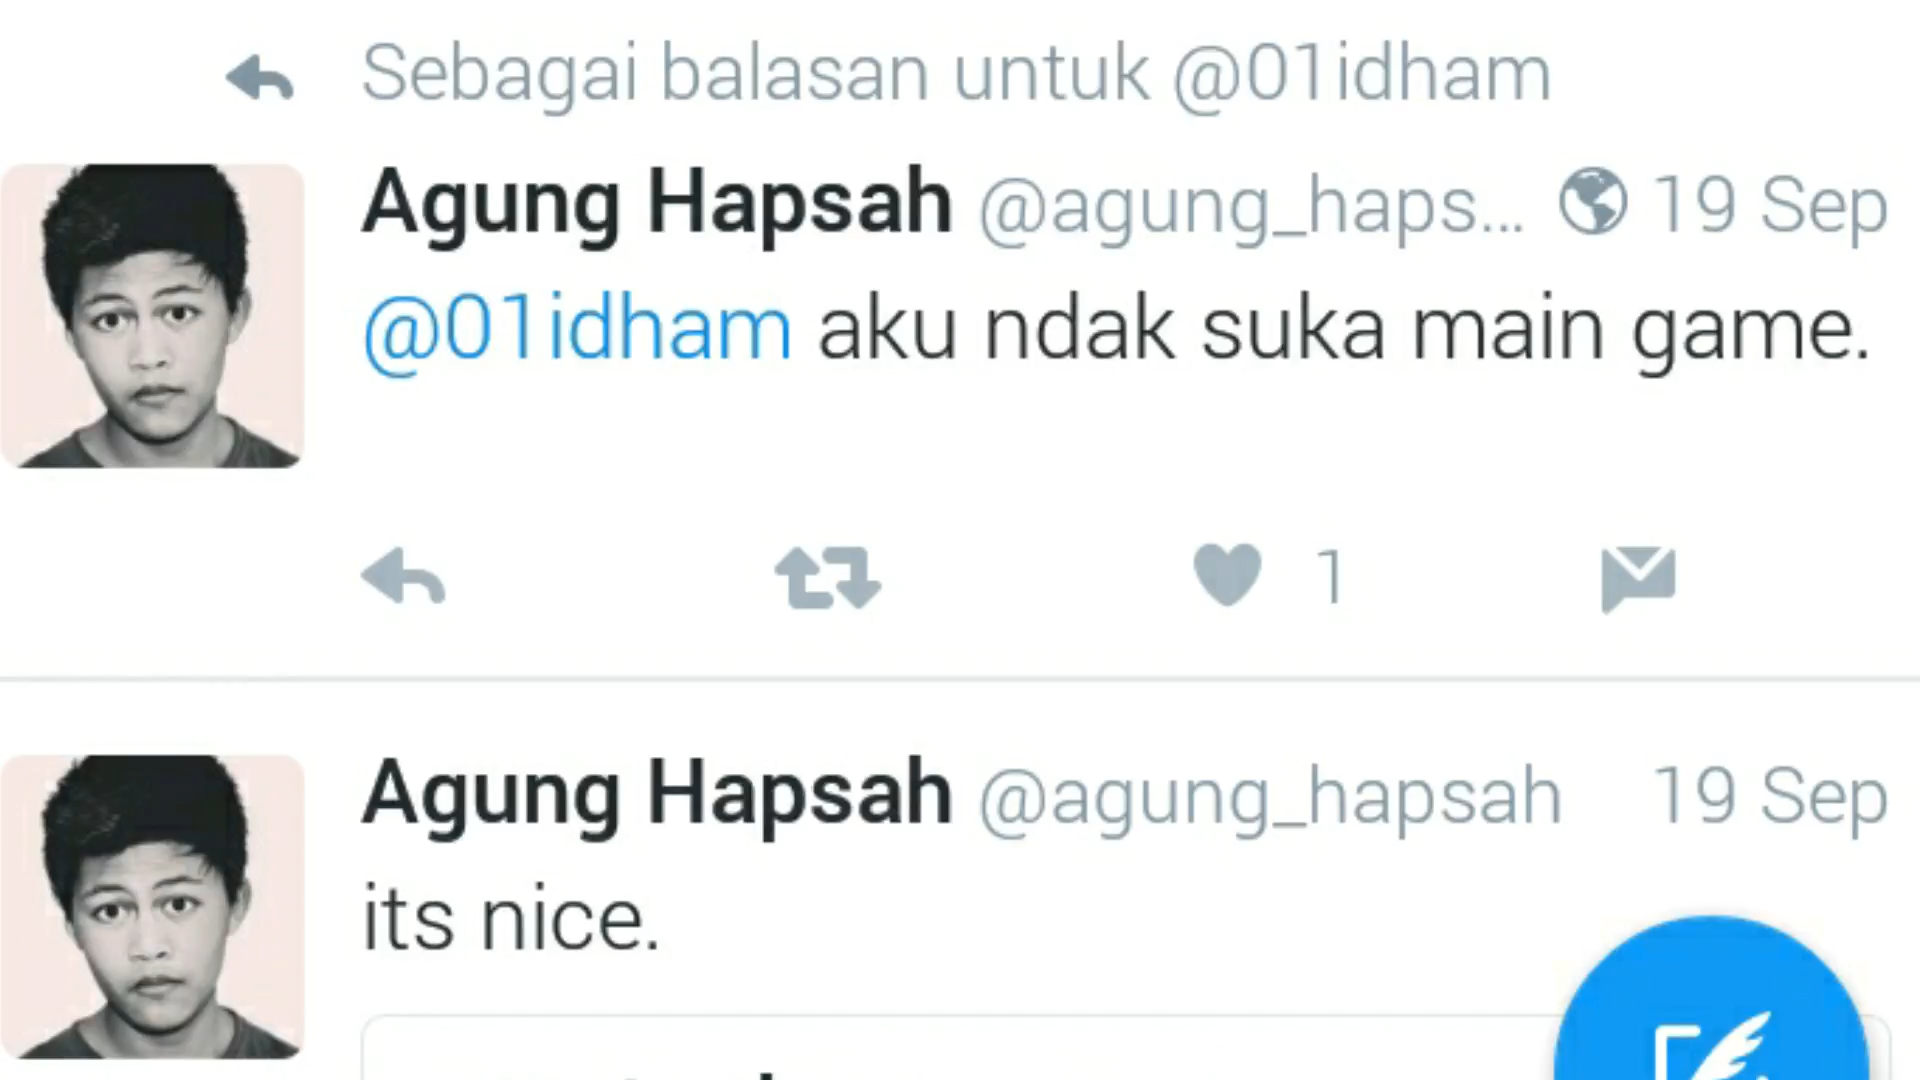 Sebagai balasan untuk @01idham
Agung Hapsah @agung_haps... 19 Sep
@01idham aku ndak suka main game.
1
Agung Hapsah @agung_hapsah 19 Sep
its nice.